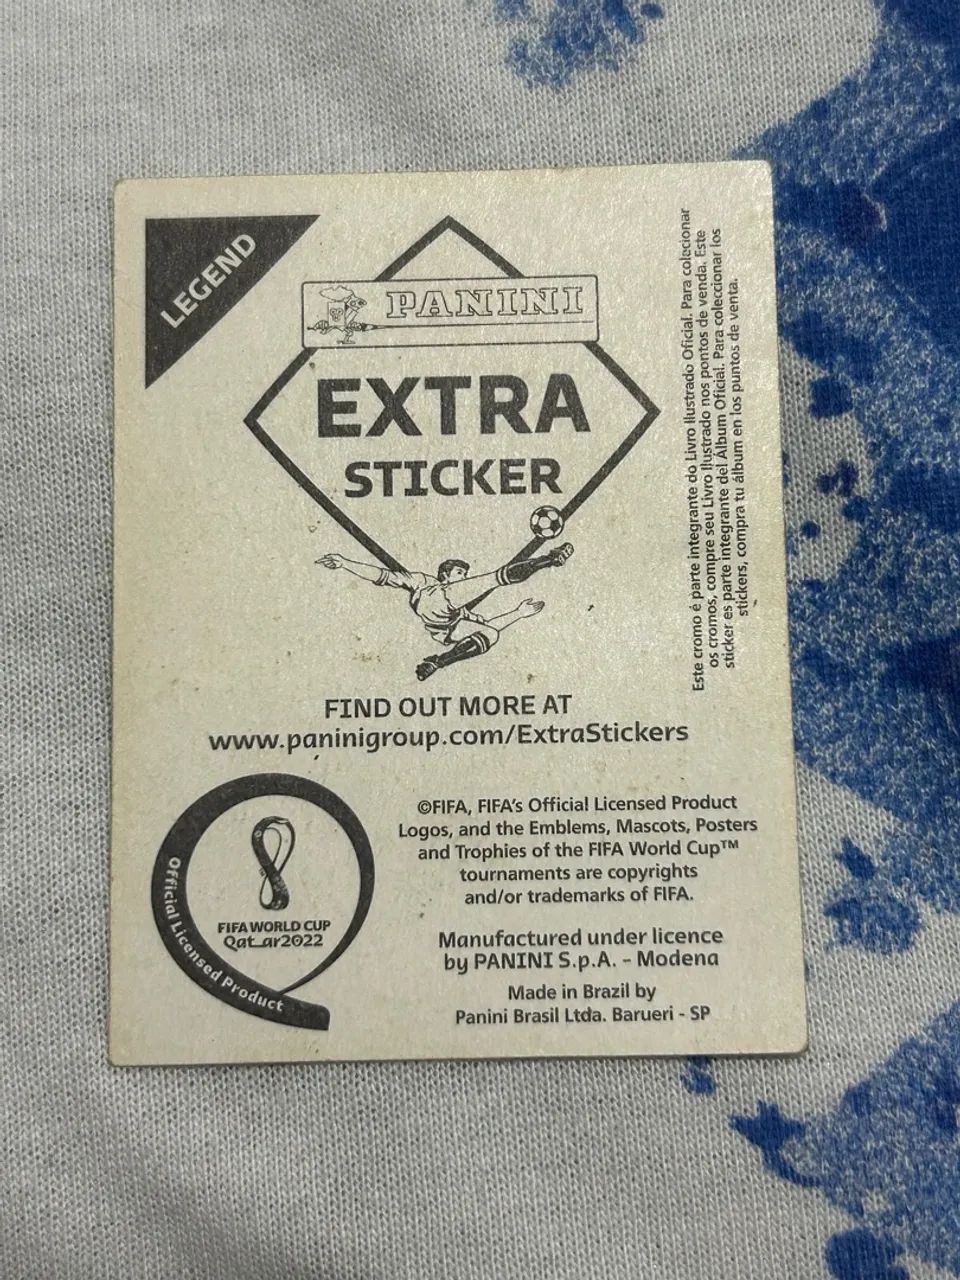 LEGEND
PANINI
EXTRA
STICKER
FIND OUT MORE AT
www.paninigroup.com/ExtraStickers
Official Licensed Product
FIFA WORLD CUP
Qatar2022
©FIFA, FIFA's Official Licensed Product
Logos, and the Emblems, Mascots, Posters
and Trophies of the FIFA World Cup™
tournaments are copyrights
and/or trademarks of FIFA.
Manufactured under licence
by PANINI S.p.A. - Modena
Made in Brazil by
Panini Brasil Ltda. Barueri - SP
Este cromo é parte integrante do Livro Ilustrado Oficial. Para colecionar
os cromos, compre seu Livro Ilustrado nos pontos de venda. Este
sticker es parte integrante del Álbum Oficial. Para coleccionar los
stickers, compra tu álbum en los puntos de venta.